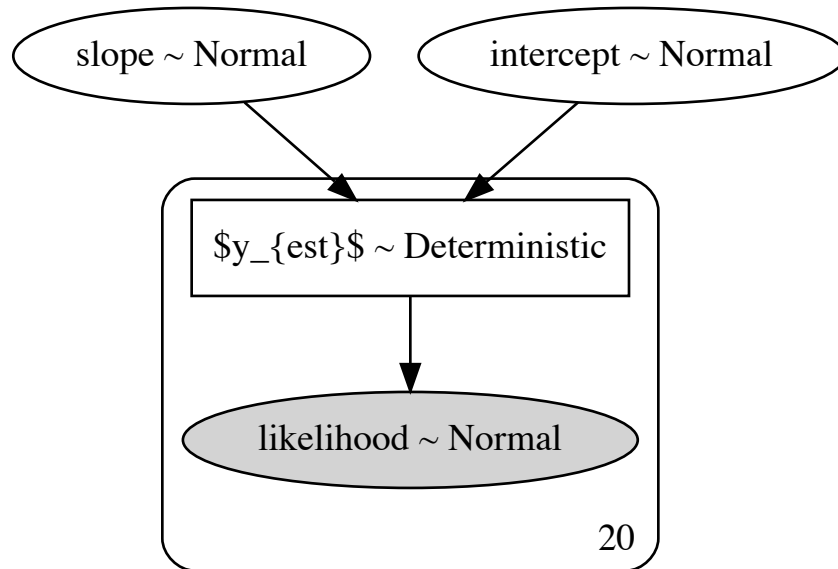 slope ~ Normal
intercept ~ Normal
$y_{est}$ ~ Deterministic
likelihood ~ Normal
20